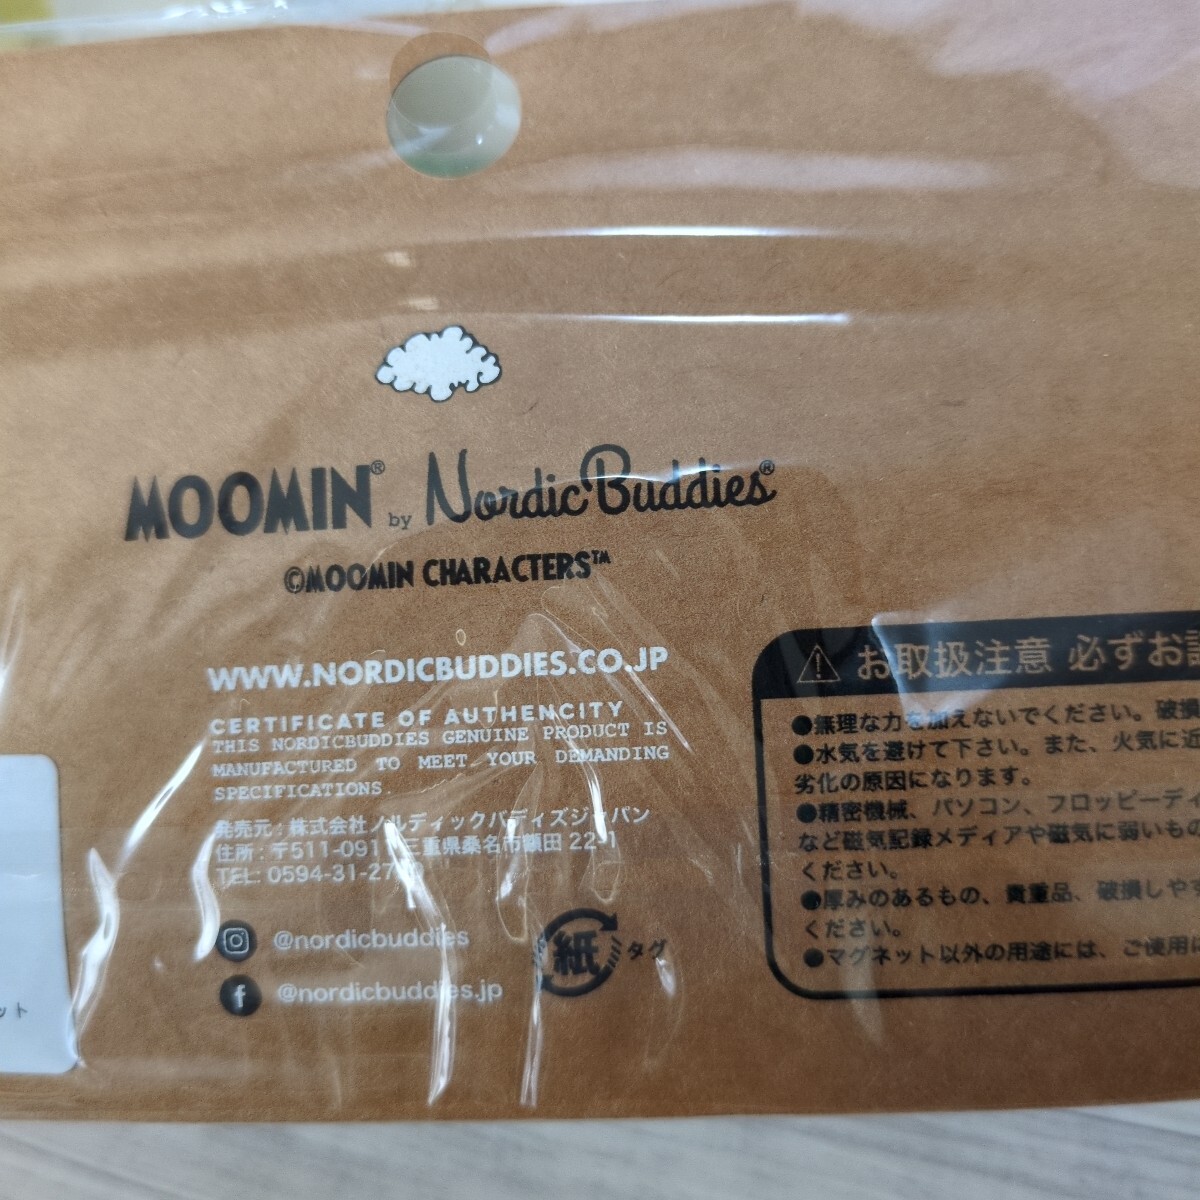 MOOMIN® by Nordic Buddies®
©MOOMIN CHARACTERS™
WWW.NORDICBUDDIES.CO.JP
CERTIFICATE OF AUTHENCITY
THIS NORDICBUDDIES GENUINE PRODUCT IS
MANUFACTURED TO MEET YOUR DEMANDING
SPECIFICATIONS.
発売元:株式会社ノルディックバディズジャパン
住所:〒511-091 三重県桑名市額田 22-1
TEL: 0594-31-27
@nordicbuddies
@nordicbuddies.jp
紙 タグ
お取扱注意 必ずお読
●無理な力を加えないでください。破損
●水気を避けて下さい。また、火気に近
劣化の原因になります。
●精密機械、パソコン、フロッピーディ
など磁気記録メディアや磁気に弱いもの
ください。
●厚みのあるもの、貴重品、破損しやす
ください。
●マグネット以外の用途には、ご使用に
ット